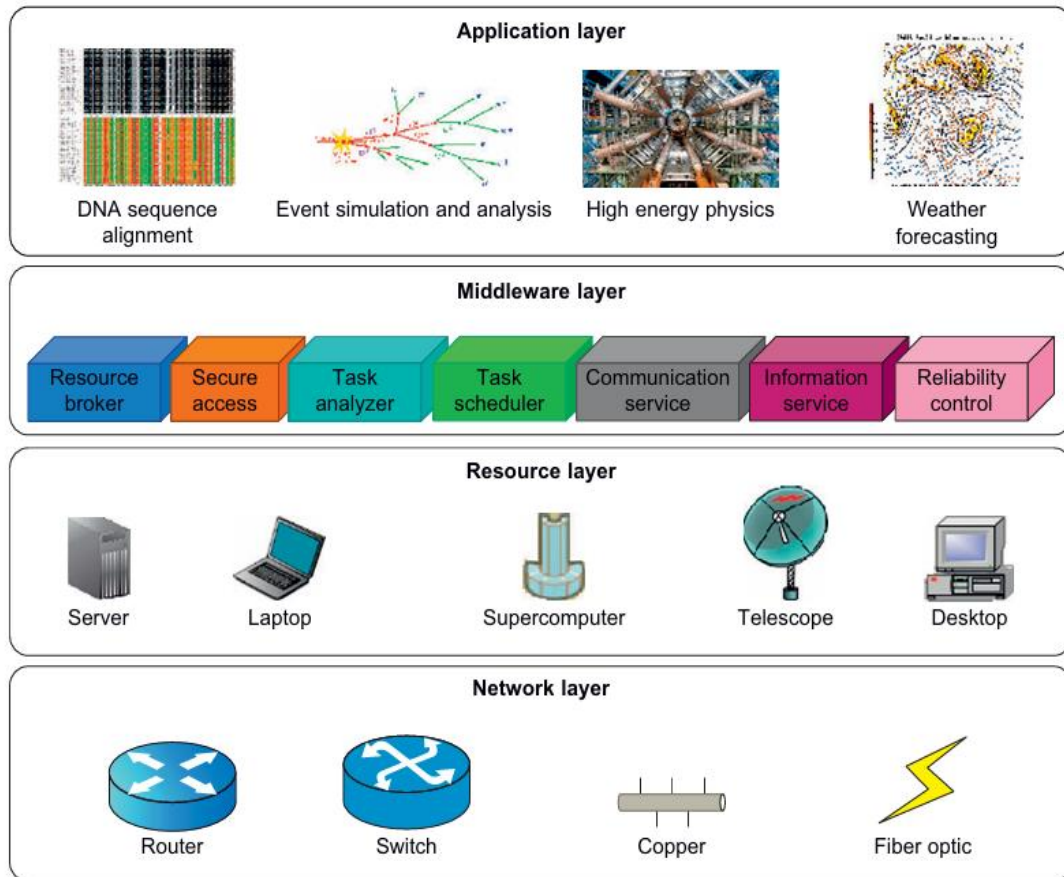 Application layer
DNA sequence
alignment
Event simulation and analysis
High energy physics
Weather
forecasting
Middleware layer
Resource
broker
Secure
access
Task
analyzer
Task
scheduler
Communication
service
Information
service
Reliability
control
Resource layer
Server
Laptop
Supercomputer
Telescope
Desktop
Network layer
Router
Switch
Copper
Fiber optic